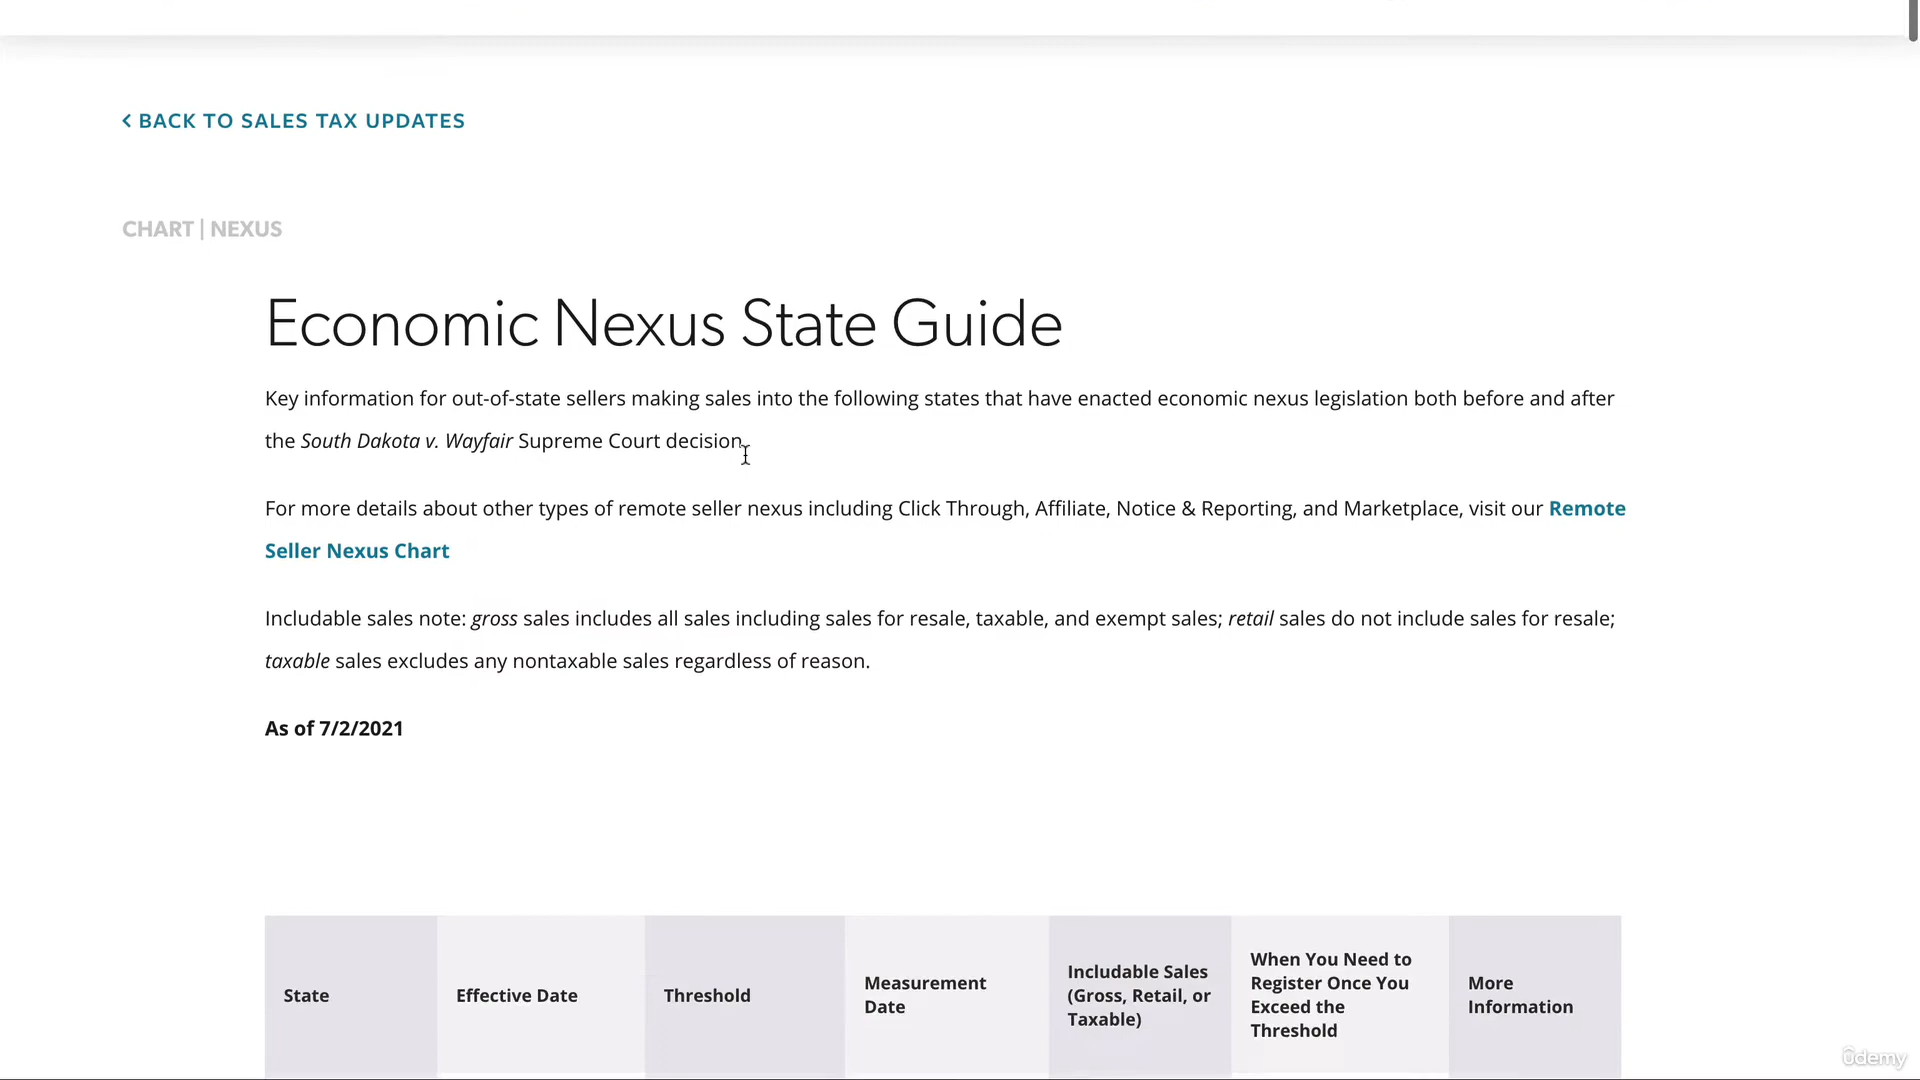 < BACK TO SALES TAX UPDATES
CHART | NEXUS
Economic Nexus State Guide
Key information for out-of-state sellers making sales into the following states that have enacted economic nexus legislation both before and after
the South Dakota v. Wayfair Supreme Court decision.
For more details about other types of remote seller nexus including Click Through, Affiliate, Notice & Reporting, and Marketplace, visit our Remote
Seller Nexus Chart
Includable sales note: gross sales includes all sales including sales for resale, taxable, and exempt sales; retail sales do not include sales for resale;
taxable sales excludes any nontaxable sales regardless of reason.
As of 7/2/2021
State
Effective Date
Threshold
Measurement
Date
Includable Sales
(Gross, Retail, or
Taxable)
When You Need to
Register Once You
Exceed the
Threshold
More
Information
ûdemy